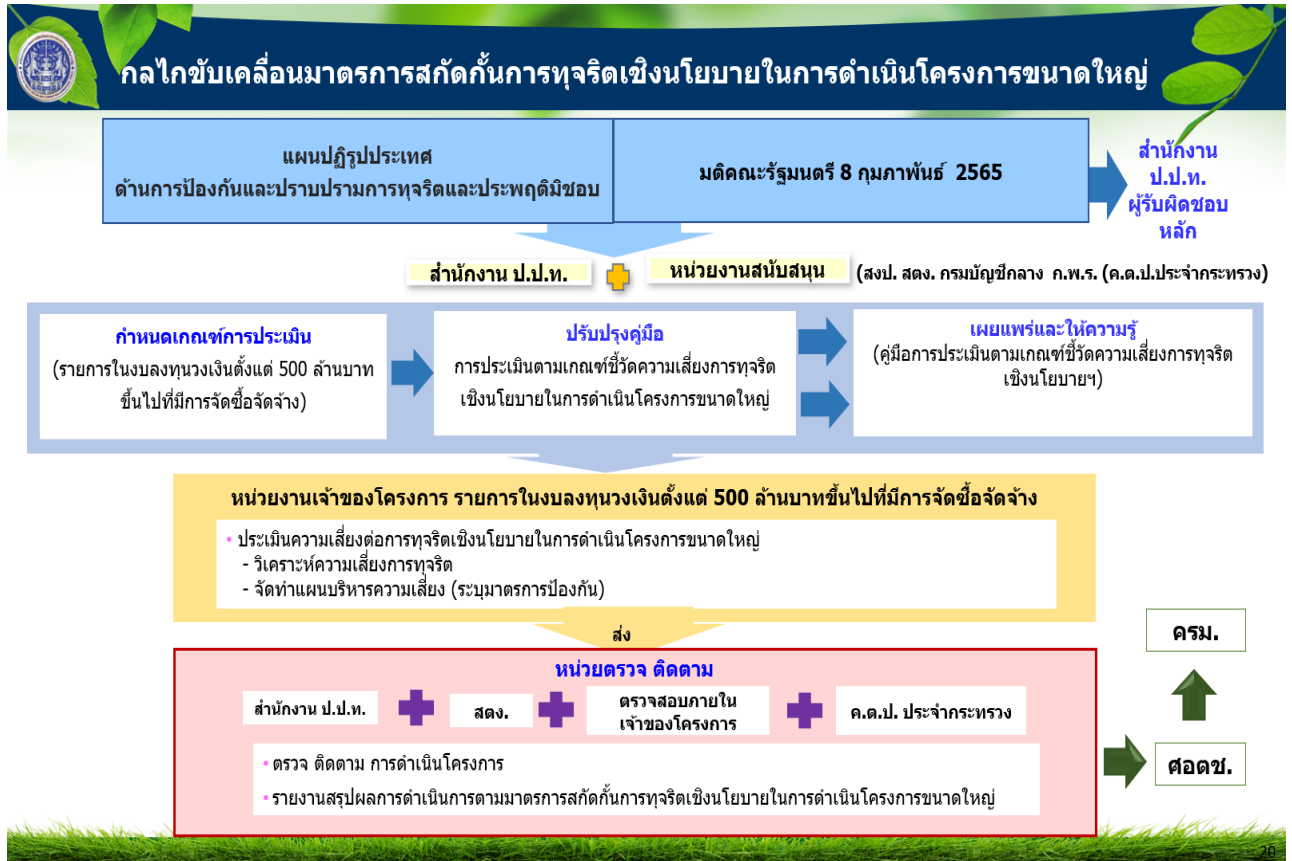 กลไกขับเคลื่อนมาตรการสกัดกั้นการทุจริตเชิงนโยบายในการดำเนินโครงการขนาดใหญ่
แผนปฏิรูปประเทศ
ด้านการป้องกันและปราบปรามการทุจริตและประพฤติมิชอบ
มติคณะรัฐมนตรี 8 กุมภาพันธ์ 2565
สำนักงาน
ป.ป.ท.
ผู้รับผิดชอบ
หลัก
สำนักงาน ป.ป.ท.
หน่วยงานสนับสนุน (สงป. สตง. กรมบัญชีกลาง ก.พ.ร. (ค.ต.ป.ประจำกระทรวง)
กำหนดเกณฑ์การประเมิน
(รายการในงบลงทุนวงเงินตั้งแต่ 500 ล้านบาท
ขึ้นไปที่มีการจัดซื้อจัดจ้าง)
ปรับปรุงคู่มือ
การประเมินตามเกณฑ์ชี้วัดความเสี่ยงการทุจริต
เชิงนโยบายในการดำเนินโครงการขนาดใหญ่
เผยแพร่และให้ความรู้
(คู่มือการประเมินตามเกณฑ์ชี้วัดความเสี่ยงการทุจริต
เชิงนโยบายฯ)
หน่วยงานเจ้าของโครงการ รายการในงบลงทุนวงเงินตั้งแต่ 500 ล้านบาทขึ้นไปที่มีการจัดซื้อจัดจ้าง
• ประเมินความเสี่ยงต่อการทุจริตเชิงนโยบายในการดำเนินโครงการขนาดใหญ่
- วิเคราะห์ความเสี่ยงการทุจริต
- จัดทำแผนบริหารความเสี่ยง (ระบุมาตรการป้องกัน)
ส่ง
หน่วยตรวจ ติดตาม
สำนักงาน ป.ป.ท.
สตง.
ตรวจสอบภายใน
เจ้าของโครงการ
ค.ต.ป. ประจำกระทรวง
• ตรวจ ติดตาม การดำเนินโครงการ
• รายงานสรุปผลการดำเนินการตามมาตรการสกัดกั้นการทุจริตเชิงนโยบายในการดำเนินโครงการขนาดใหญ่
ครม.
ศอตช.
20